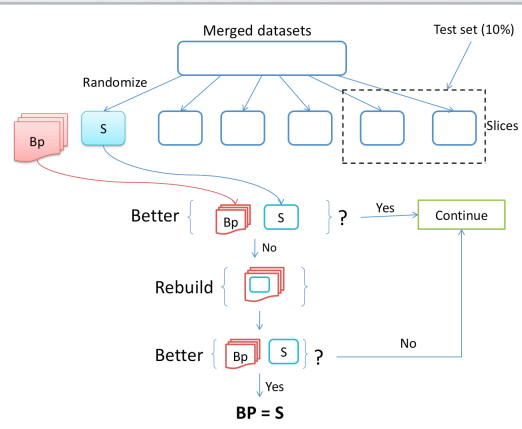 Merged datasets
Test set (10%)
Randomize
Bp
S
Slices
Better
Bp
S
?
Yes
Continue
No
Rebuild
Better
Bp
S
?
No
Yes
BP = S